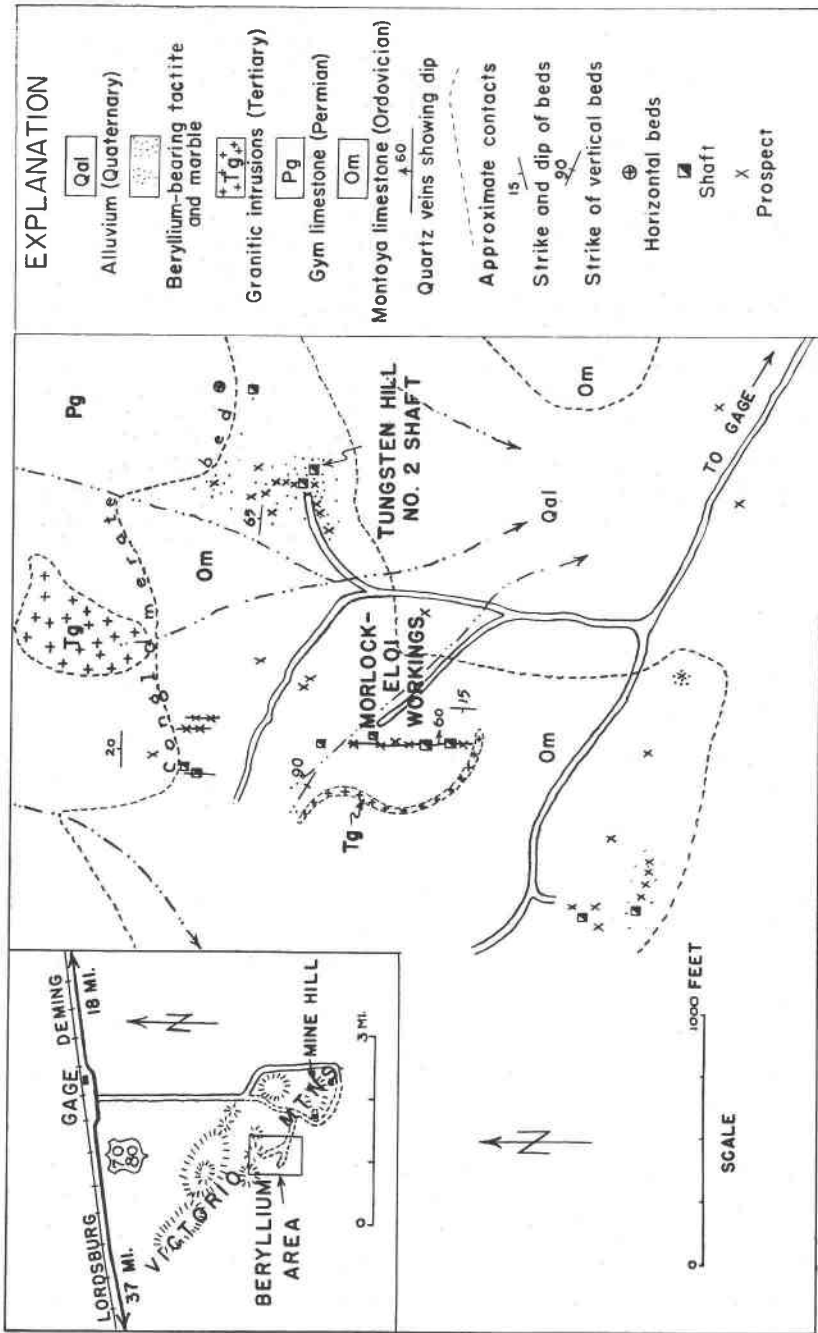 EXPLANATION
Qal
Alluvium (Quaternary)
Beryllium-bearing tactite
and marble
Tg
Granitic intrusions (Tertiary)
Pg
Gym limestone (Permian)
Om
Montoya limestone (Ordovician)
60
Quartz veins showing dip
Approximate contacts
15
Strike and dip of beds
90
Strike of vertical beds
Horizontal beds
Shaft
X
Prospect
LORDSBURG
GAGE
DEMING
37 MI.
18 MI.
70
80
N
VICTORIO MTNS
MINE HILL
BERYLLIUM
AREA
0
3 MI.
Pg
Tg
20
Conglomerate bed
Om
65
TUNGSTEN HILL
NO. 2 SHAFT
MORLOCK-
ELOI
WORKINGS
90
60
15
Tg
Qal
Om
Om
TO GAGE
N
0
1000 FEET
SCALE